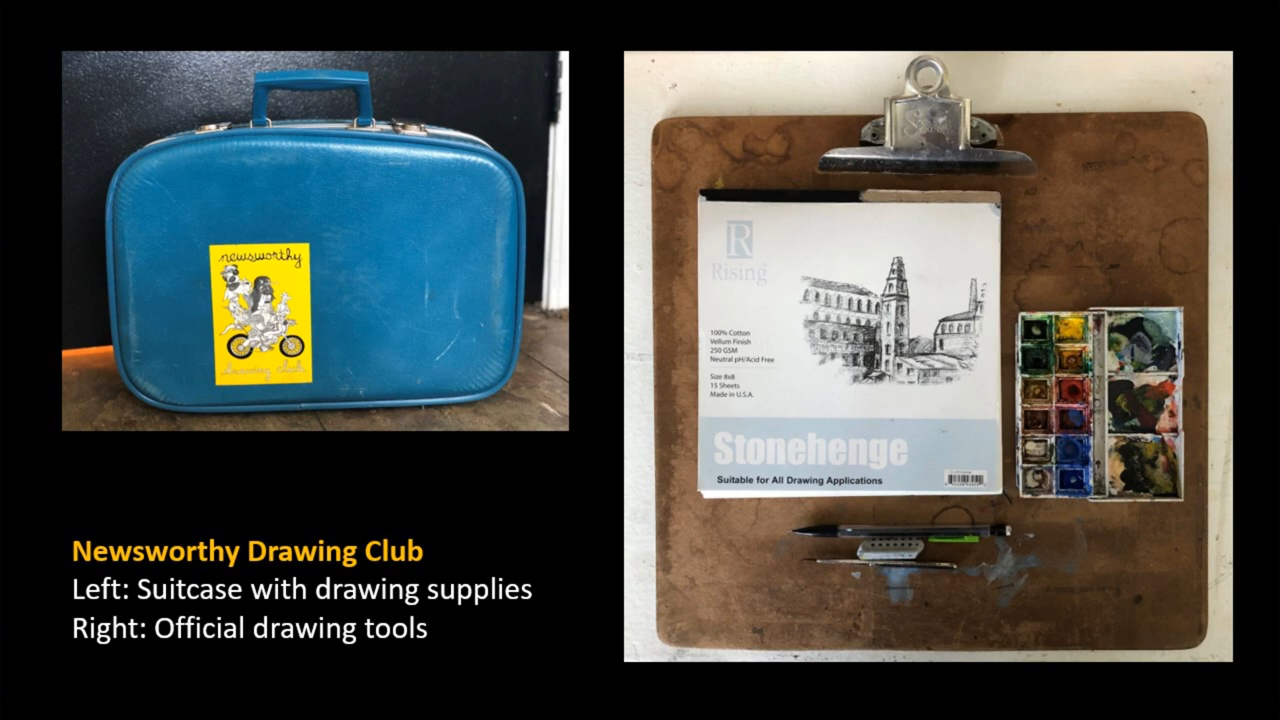 newsworthy
drawing club
R
Rising
100% Cotton
Vellum Finish
250 GSM
Neutral pH/Acid Free
Size 8x8
15 Sheets
Made in U.S.A.
Stonehenge
Suitable for All Drawing Applications
Newsworthy Drawing Club
Left: Suitcase with drawing supplies
Right: Official drawing tools